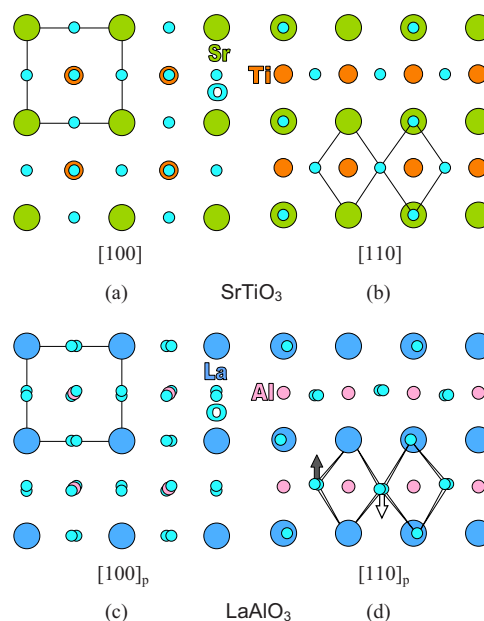 Sr
Ti
O
[100] [110]
(a) SrTiO₃ (b)
La
Al
O
[100]ₚ [110]ₚ
(c) LaAlO₃ (d)